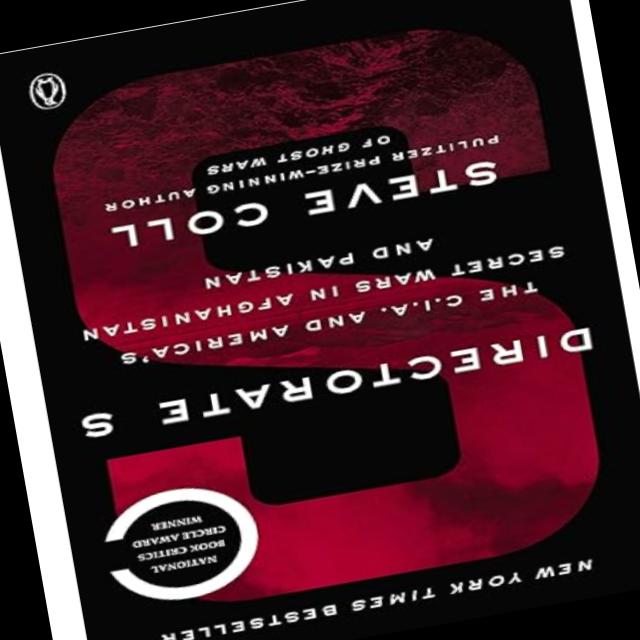 NEW YORK TIMES BESTSELLER
NATIONAL
BOOK CRITICS
CIRCLE AWARD
WINNER
DIRECTORATE S
THE C.I.A. AND AMERICA'S
SECRET WARS IN AFGHANISTAN
AND PAKISTAN
STEVE COLL
PULITZER PRIZE–WINNING AUTHOR
OF GHOST WARS